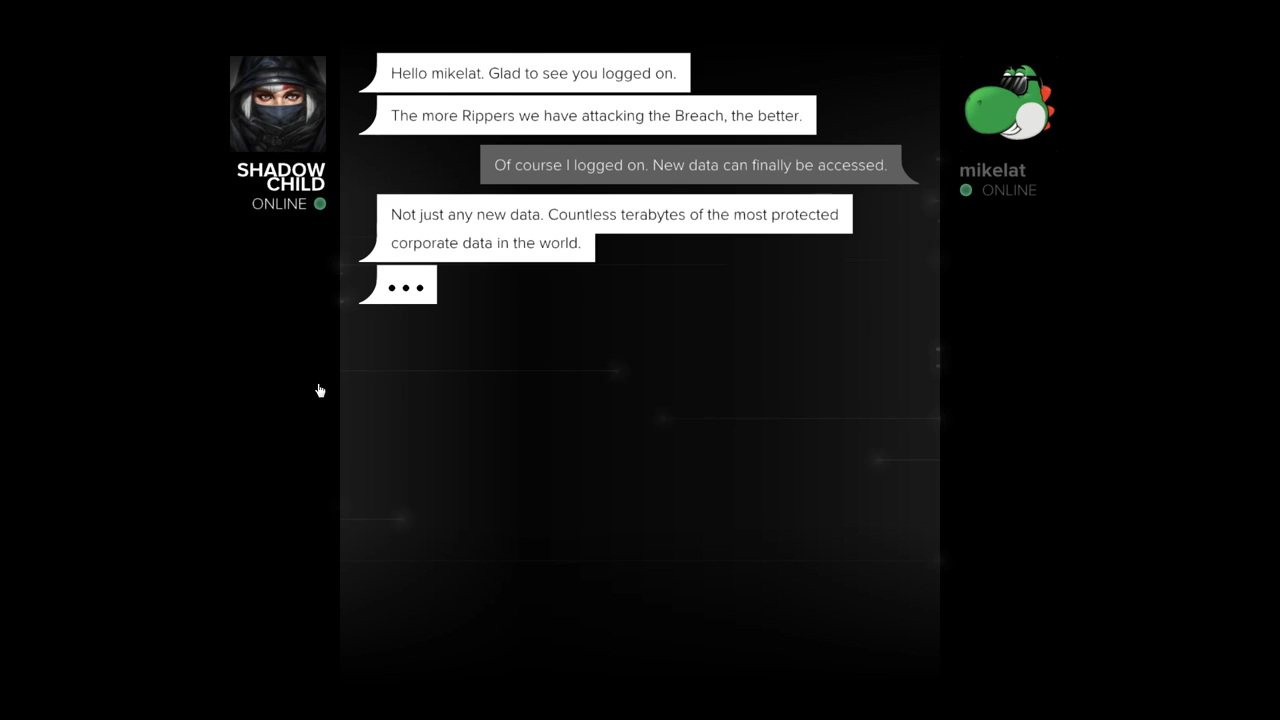 Hello mikelat. Glad to see you logged on.
The more Rippers we have attacking the Breach, the better.
SHADOW
CHILD
ONLINE
Of course I logged on. New data can finally be accessed.
mikelat
ONLINE
Not just any new data. Countless terabytes of the most protected
corporate data in the world.